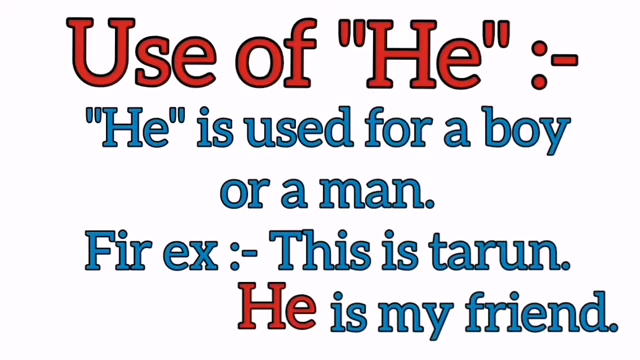 Use of "He" :-
"He" is used for a boy
or a man.
Fir ex :- This is tarun.
He is my friend.